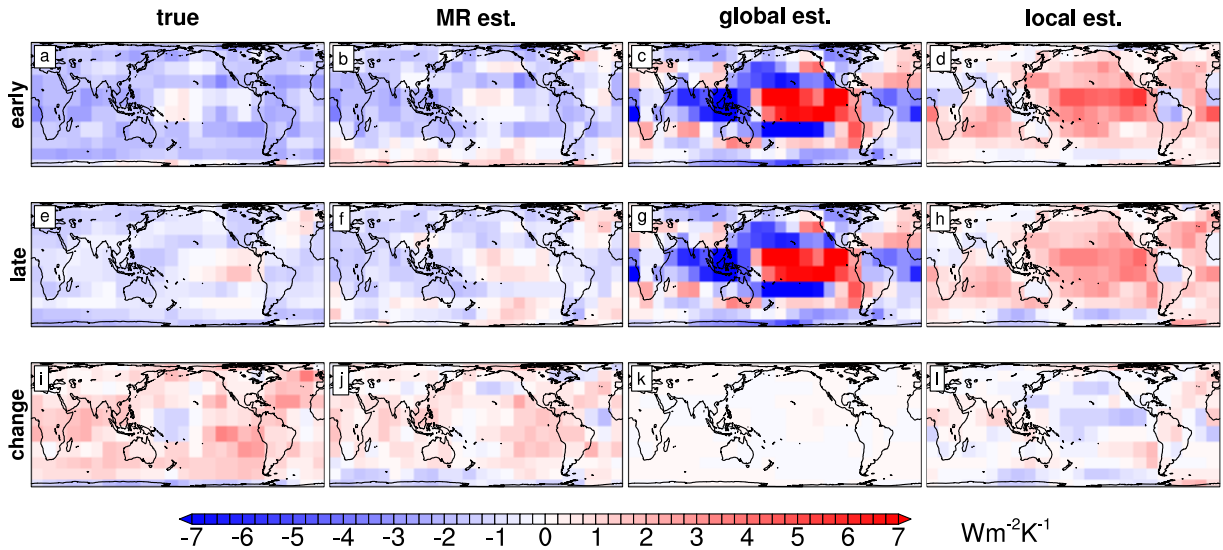 true MR est. global est. local est.
early a b c d
late e f g h
change i j k l
-7 -6 -5 -4 -3 -2 -1 0 1 2 3 4 5 6 7 Wm⁻²K⁻¹